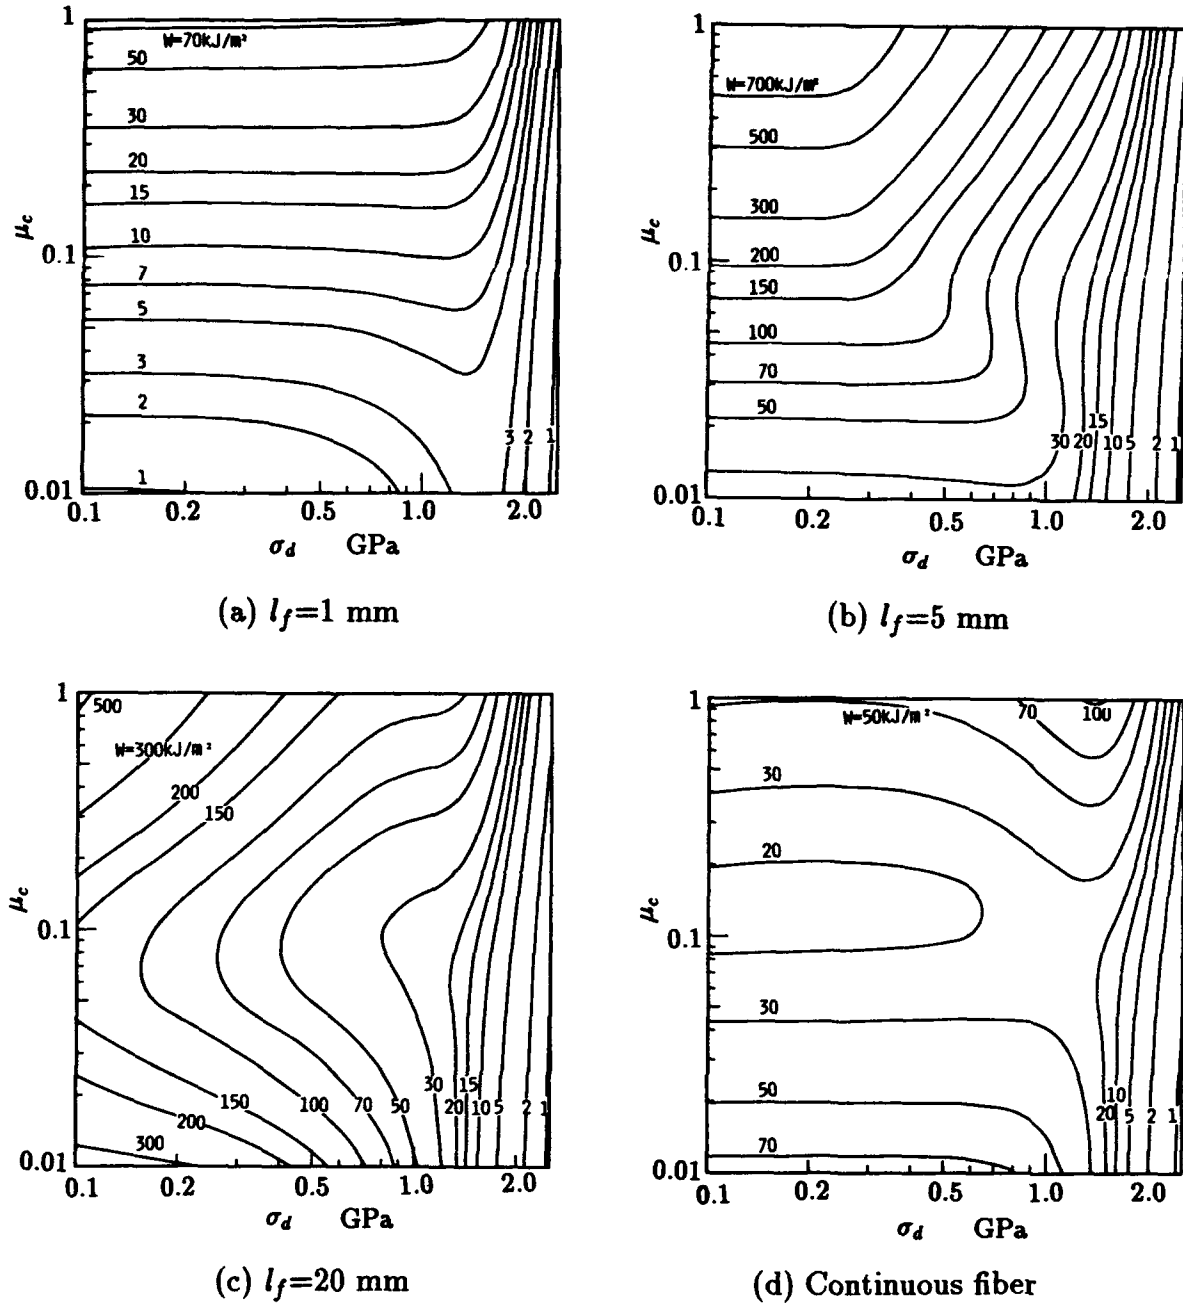 1
W=70kJ/m²
50
30
20
15
10
7
5
3
2
1
μc
0.1
0.01
3 2 1
0.1 0.2 0.5 1.0 2.0
σd GPa
(a) lf=1 mm
1
W=700kJ/m²
500
300
200
150
100
70
50
μc
0.1
0.01
15
30 20 10 5 2 1
0.1 0.2 0.5 1.0 2.0
σd GPa
(b) lf=5 mm
1
500
W=300kJ/m²
200
150
μc
0.1
0.01
30 15
150 100 70 50 20 10 5 2 1
200
300
0.1 0.2 0.5 1.0 2.0
σd GPa
(c) lf=20 mm
1
W=50kJ/m²
70 100
30
20
μc
0.1
30
50
70
0.01
10
20 5 2 1
0.1 0.2 0.5 1.0 2.0
σd GPa
(d) Continuous fiber